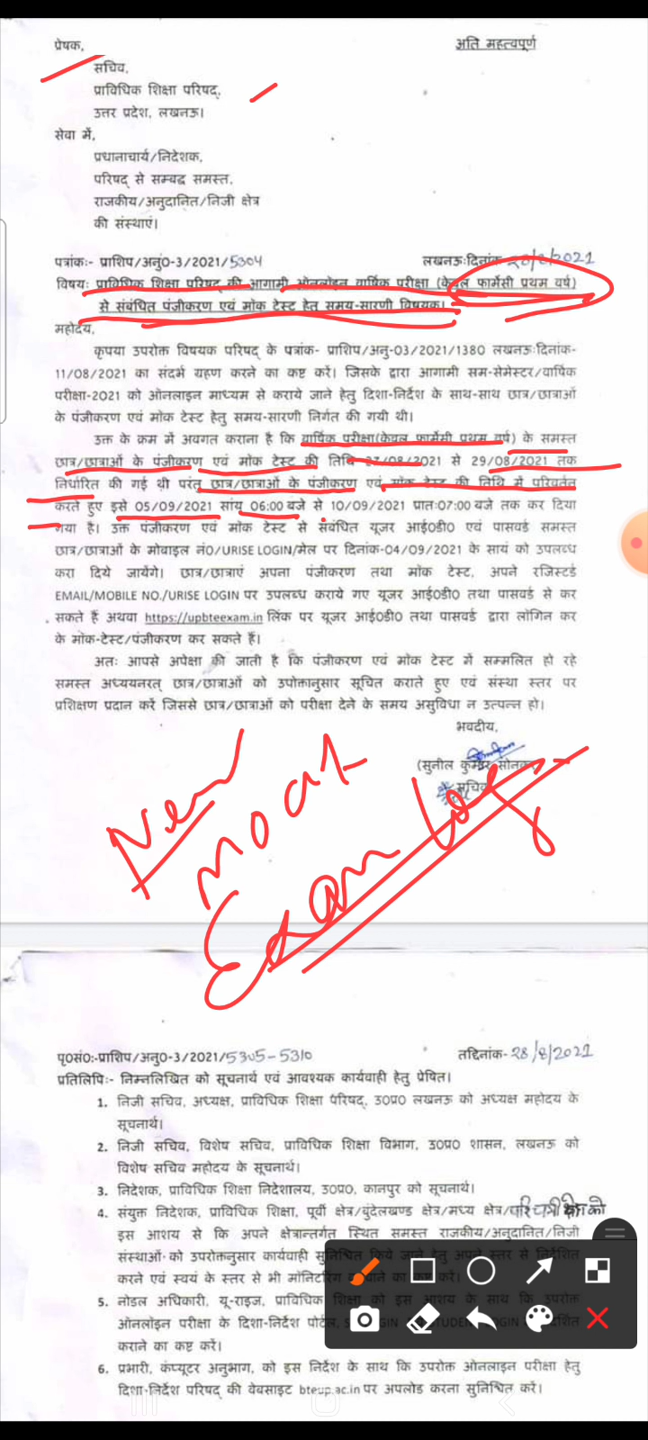 प्रेषक,
अति महत्वपूर्ण
सचिव,
प्राविधिक शिक्षा परिषद्,
उत्तर प्रदेश, लखनऊ।
सेवा में,
प्रधानाचार्य/निदेशक,
परिषद् से सम्बद्ध समस्त,
राजकीय/अनुदानित/निजी क्षेत्र
की संस्थाएं।
पत्रांकः- प्राशिप/अनु0-3/2021/5304 लखनऊःदिनांक- 28/8/2021
विषयः प्राविधिक शिक्षा परिषद् की आगामी ऑनलाइन वार्षिक परीक्षा (केवल फार्मेसी प्रथम वर्ष)
से संबंधित पंजीकरण एवं मोक टेस्ट हेतु समय-सारणी विषयक।
महोदय,
कृपया उपरोक्त विषयक परिषद् के पत्रांक- प्राशिप/अनु-03/2021/1380 लखनऊःदिनांक-
11/08/2021 का संदर्भ ग्रहण करने का कष्ट करें। जिसके द्वारा आगामी सम-सेमेस्टर/वार्षिक
परीक्षा-2021 को ऑनलाइन माध्यम से कराये जाने हेतु दिशा-निर्देश के साथ-साथ छात्र/छात्राओं
के पंजीकरण एवं मोक टेस्ट हेतु समय-सारणी निर्गत की गयी थी।
उक्त के क्रम में अवगत कराना है कि वार्षिक परीक्षा(केवल फार्मेसी प्रथम वर्ष) के समस्त
छात्र/छात्राओं के पंजीकरण एवं मोक टेस्ट की तिथि /08/2021 से 29/08/2021 तक
निर्धारित की गई थी परंतु छात्र/छात्राओं के पंजीकरण एवं मोक टेस्ट की तिथि में परिवर्तन
करते हुए इसे 05/09/2021 सांय 06:00 बजे से 10/09/2021 प्रातः07:00 बजे तक कर दिया
गया है। उक्त पंजीकरण एवं मोक टेस्ट से संबंधित यूजर आई0डी0 एवं पासवर्ड समस्त
छात्र/छात्राओं के मोबाइल नं0/URISE LOGIN/मेल पर दिनांक-04/09/2021 के सायं को उपलब्ध
करा दिये जायेंगे। छात्र/छात्राएं अपना पंजीकरण तथा मोक टेस्ट, अपने रजिस्टर्ड
EMAIL/MOBILE NO./URISE LOGIN पर उपलब्ध कराये गए यूजर आई0डी0 तथा पासवर्ड से कर
सकते हैं अथवा https://upbteexam.in लिंक पर यूजर आई0डी0 तथा पासवर्ड द्वारा लॉगिन कर
के मॉक-टेस्ट/पंजीकरण कर सकते हैं।
अतः आपसे अपेक्षा की जाती है कि पंजीकरण एवं मोक टेस्ट में सम्मलित हो रहे
समस्त अध्ययनरत् छात्र/छात्राओं को उपोक्तानुसार सूचित कराते हुए एवं संस्था स्तर पर
प्रशिक्षण प्रदान करें जिससे छात्र/छात्राओं को परीक्षा देने के समय असुविधा न उत्पन्न हो।
भवदीय,
(सुनील कुमार सोनकर)
सचिव
New
moat
Exam
पृ0सं0:-प्राशिप/अनु0-3/2021/5305-5310 तद्दिनांक- 28/8/2021
प्रतिलिपिः- निम्नलिखित को सूचनार्थ एवं आवश्यक कार्यवाही हेतु प्रेषित।
1. निजी सचिव, अध्यक्ष, प्राविधिक शिक्षा परिषद्, उ0प्र0 लखनऊ को अध्यक्ष महोदय के
सूचनार्थ।
2. निजी सचिव, विशेष सचिव, प्राविधिक शिक्षा विभाग, उ0प्र0 शासन, लखनऊ को
विशेष सचिव महोदय के सूचनार्थ।
3. निदेशक, प्राविधिक शिक्षा निदेशालय, उ0प्र0, कानपुर को सूचनार्थ।
4. संयुक्त निदेशक, प्राविधिक शिक्षा, पूर्वी क्षेत्र/बुंदेलखण्ड क्षेत्र/मध्य क्षेत्र/ को
इस आशय से कि अपने क्षेत्रान्तर्गत स्थित समस्त राजकीय/अनुदानित/निजी
संस्थाओं को उपरोक्तनुसार कार्यवाही सुनिश्चित किये जाने हेतु अपने स्तर से निर्देशित
करने एवं स्वयं के स्तर से भी मॉनिटरिंग का कष्ट करें।
5. नोडल अधिकारी, यू-राइज, प्राविधिक शिक्षा को इस आशय के साथ कि उपरोक्त
ऑनलॉइन परीक्षा के दिशा-निर्देश पोर्टल,
कराने का कष्ट करें।
6. प्रभारी, कंप्यूटर अनुभाग, को इस निर्देश के साथ कि उपरोक्त ऑनलाइन परीक्षा हेतु
दिशा-निर्देश परिषद् की वेबसाइट bteup.ac.in पर अपलोड करना सुनिश्चित करें।